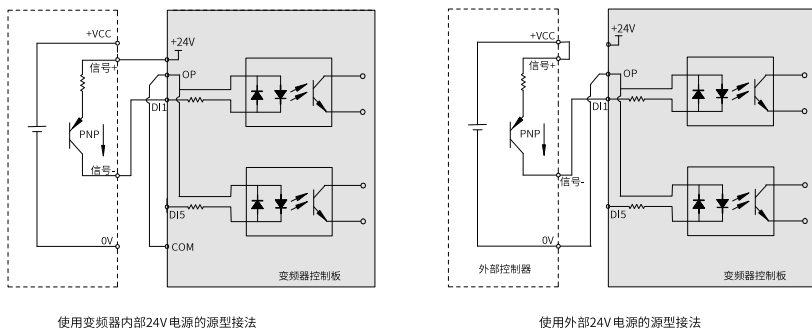 +VCC
+24V
信号+
OP
DI1
PNP
信号-
DI5
0V
COM
变频器控制板
使用变频器内部24V电源的源型接法
+VCC
+24V
信号+
OP
DI1
PNP
信号-
DI5
0V
外部控制器
变频器控制板
使用外部24V电源的源型接法